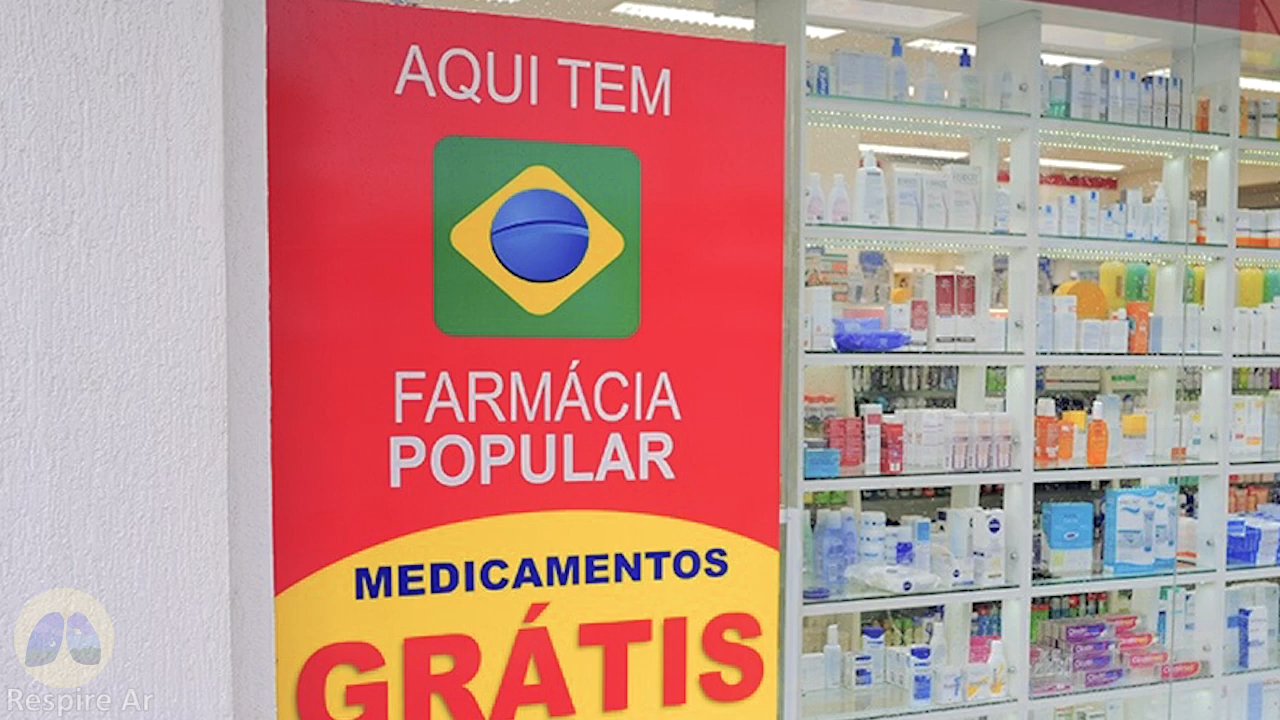 AQUI TEM
FARMÁCIA
POPULAR
MEDICAMENTOS
GRÁTIS
Respire Ar